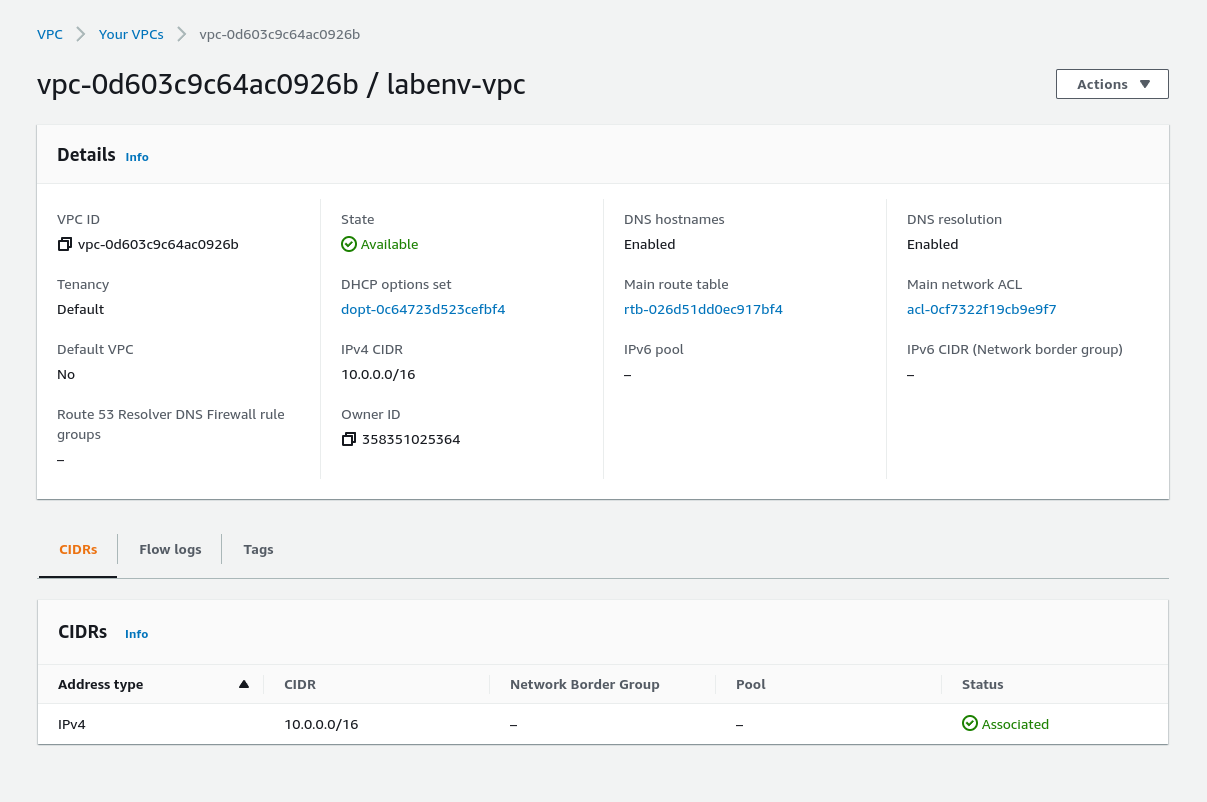 VPC > Your VPCs > vpc-0d603c9c64ac0926b
vpc-0d603c9c64ac0926b / labenv-vpc
Actions ▼
Details Info
VPC ID
vpc-0d603c9c64ac0926b
State
Available
DNS hostnames
Enabled
DNS resolution
Enabled
Tenancy
Default
DHCP options set
dopt-0c64723d523cefbf4
Main route table
rtb-026d51dd0ec917bf4
Main network ACL
acl-0cf7322f19cb9e9f7
Default VPC
No
IPv4 CIDR
10.0.0.0/16
IPv6 pool
–
IPv6 CIDR (Network border group)
–
Route 53 Resolver DNS Firewall rule
groups
–
Owner ID
358351025364
CIDRs Flow logs Tags
CIDRs Info
Address type ▲ CIDR Network Border Group Pool Status
IPv4 10.0.0.0/16 – – Associated